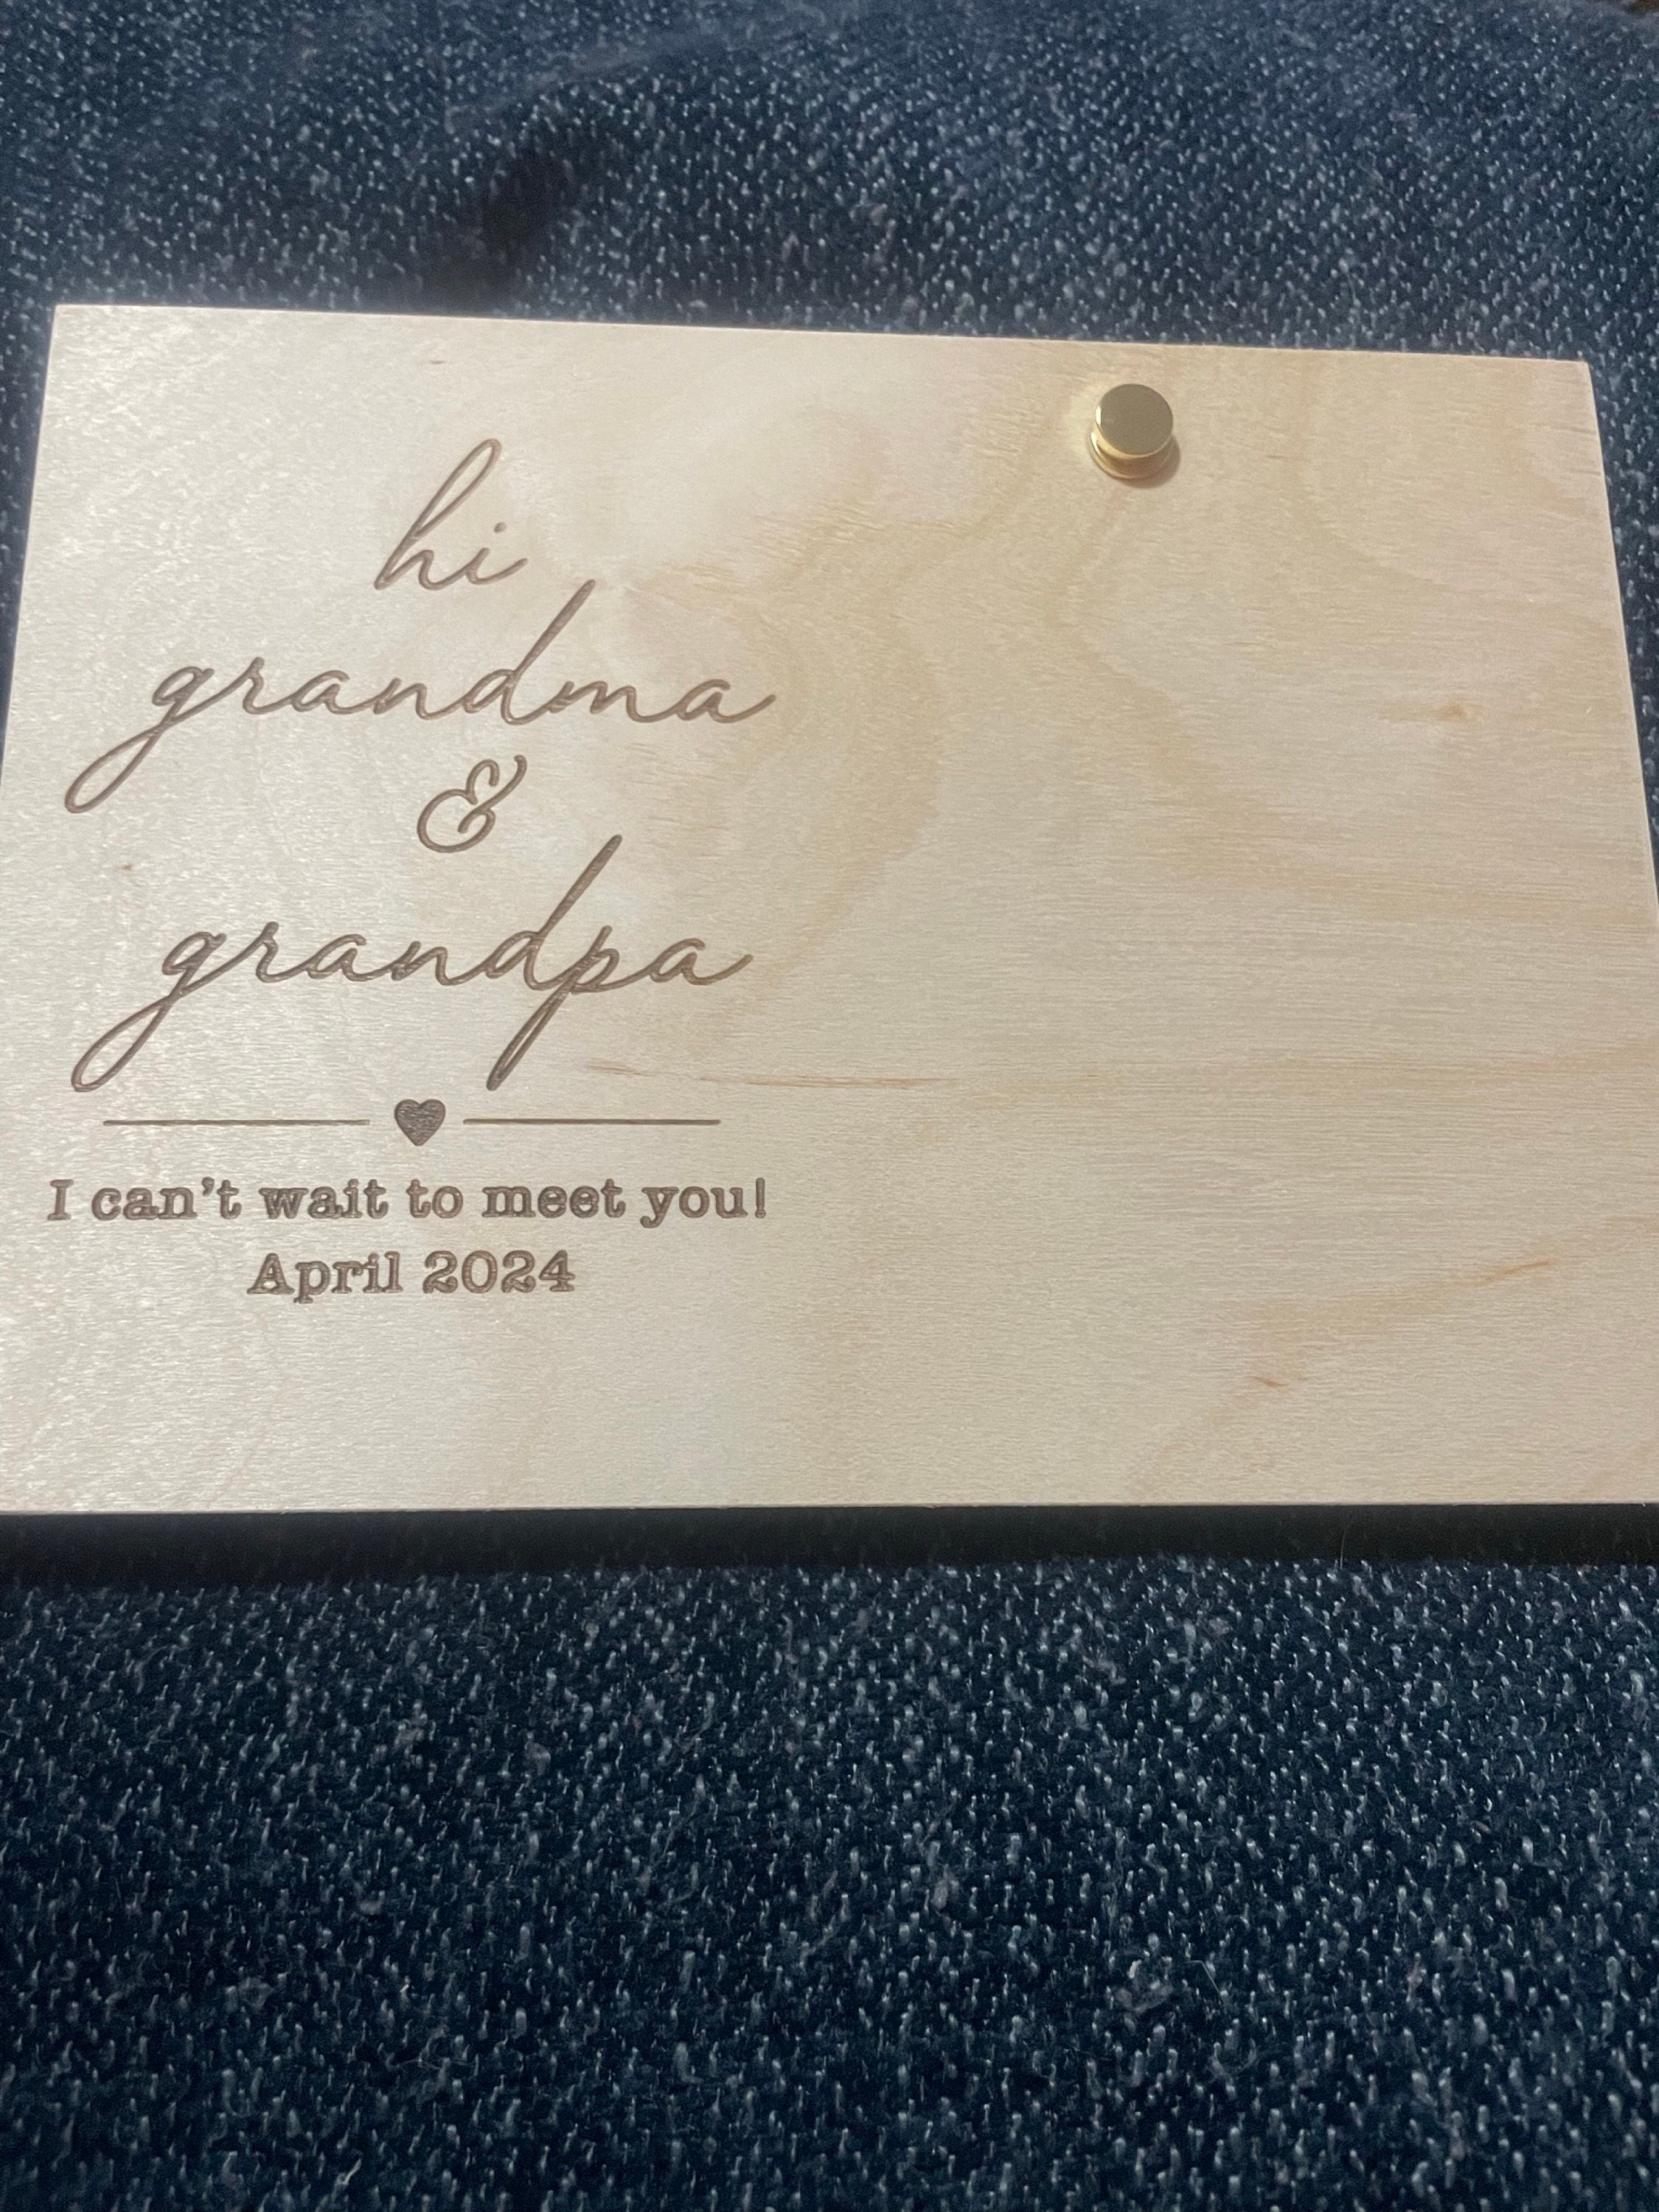 hi
grandma
&
grandpa
I can't wait to meet you!
April 2024